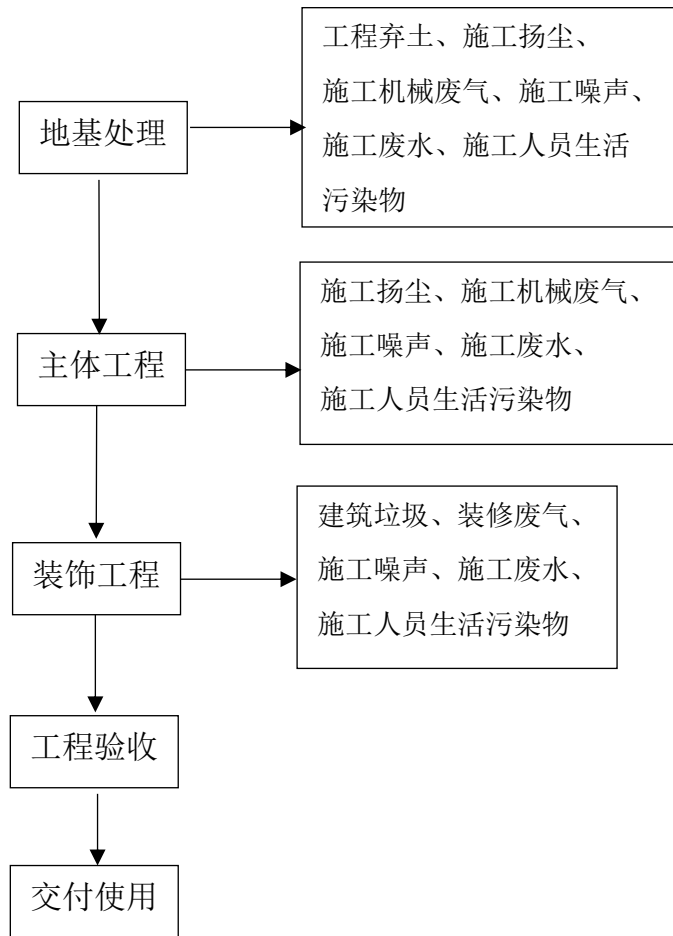 地基处理
工程弃土、施工扬尘、
施工机械废气、施工噪声、
施工废水、施工人员生活
污染物
主体工程
施工扬尘、施工机械废气、
施工噪声、施工废水、
施工人员生活污染物
装饰工程
建筑垃圾、装修废气、
施工噪声、施工废水、
施工人员生活污染物
工程验收
交付使用